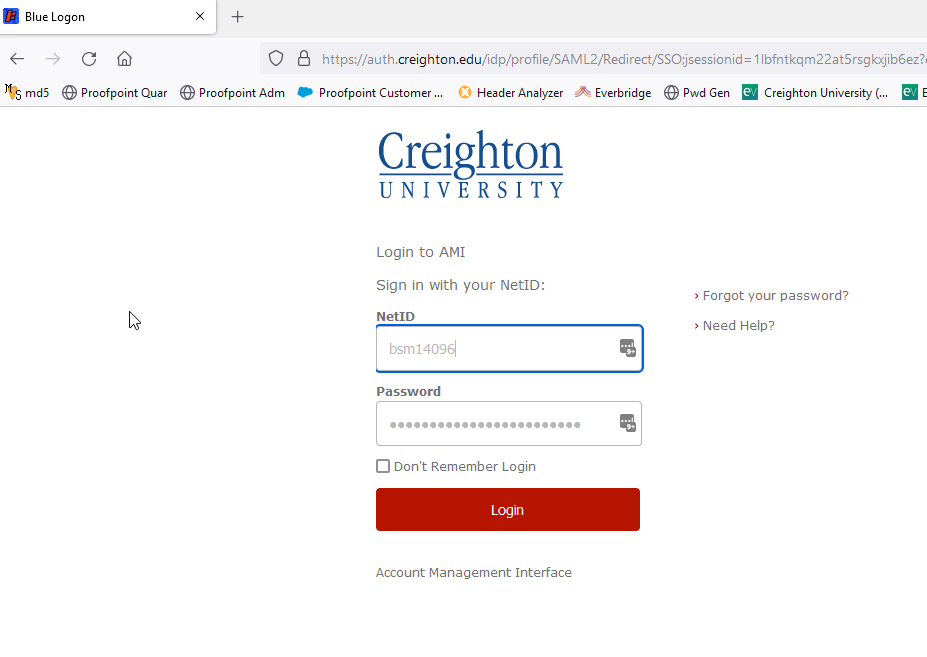 Blue Logon
https://auth.creighton.edu/idp/profile/SAML2/Redirect/SSO;jsessionid=1lbfntkqm22at5rsgkxjib6ez?
md5 Proofpoint Quar Proofpoint Adm Proofpoint Customer ... Header Analyzer Everbridge Pwd Gen Creighton University (... E
Creighton
UNIVERSITY
Login to AMI
Sign in with your NetID:
NetID
bsm14096
Password
Don't Remember Login
Login
Account Management Interface
› Forgot your password?
› Need Help?